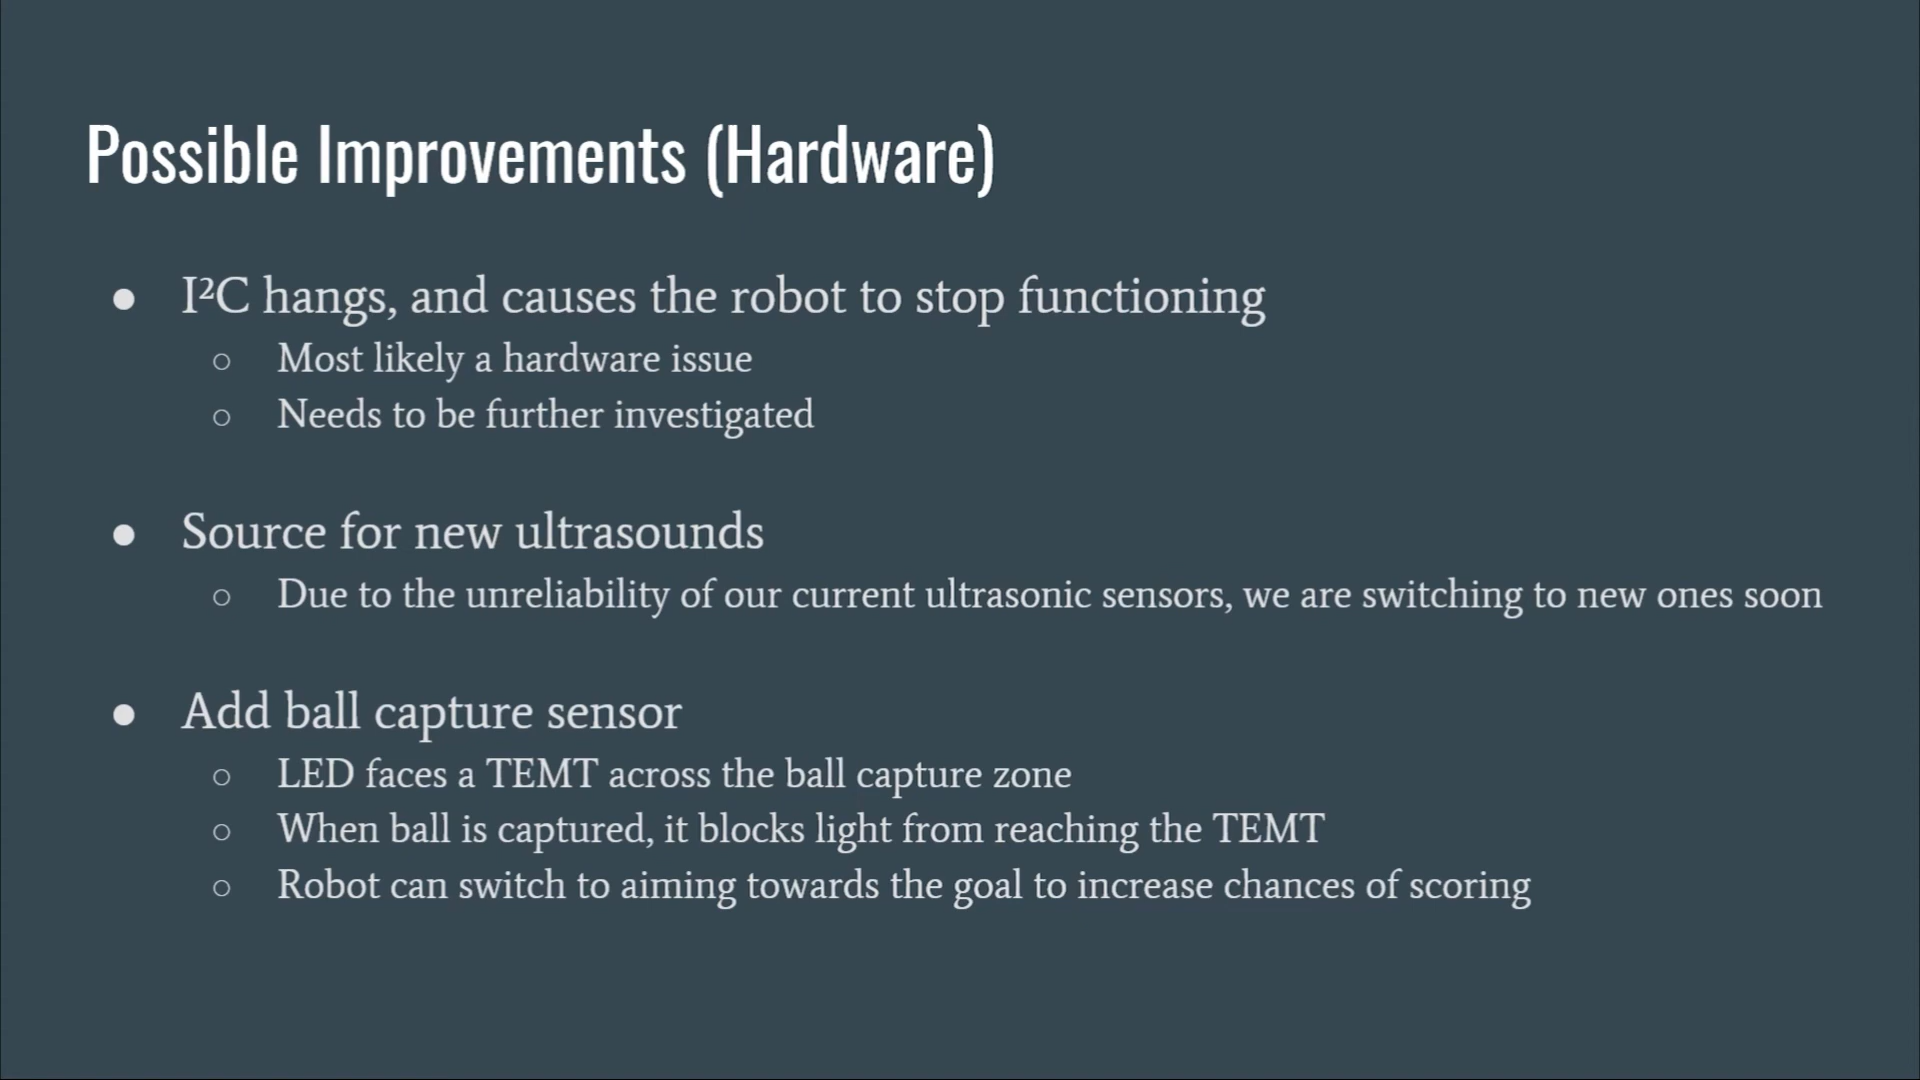 Possible Improvements (Hardware)
● I²C hangs, and causes the robot to stop functioning
○ Most likely a hardware issue
○ Needs to be further investigated
● Source for new ultrasounds
○ Due to the unreliability of our current ultrasonic sensors, we are switching to new ones soon
● Add ball capture sensor
○ LED faces a TEMT across the ball capture zone
○ When ball is captured, it blocks light from reaching the TEMT
○ Robot can switch to aiming towards the goal to increase chances of scoring